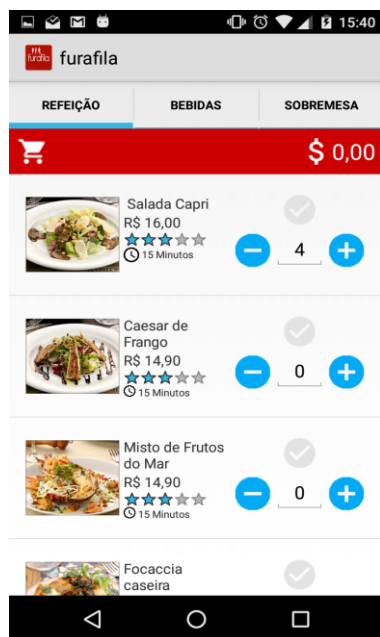 15:40
furafila
furafila
REFEIÇÃO BEBIDAS SOBREMESA
$ 0,00
Salada Capri
R$ 16,00
15 Minutos
4
Caesar de
Frango
R$ 14,90
15 Minutos
0
Misto de Frutos
do Mar
R$ 14,90
15 Minutos
0
Focaccia
caseira